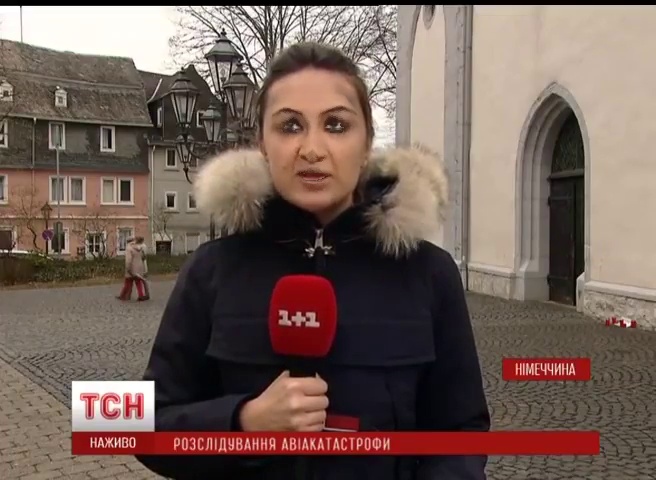 1+1
НІМЕЧЧИНА
ТСН
НАЖИВО
РОЗСЛІДУВАННЯ АВІАКАТАСТРОФИ